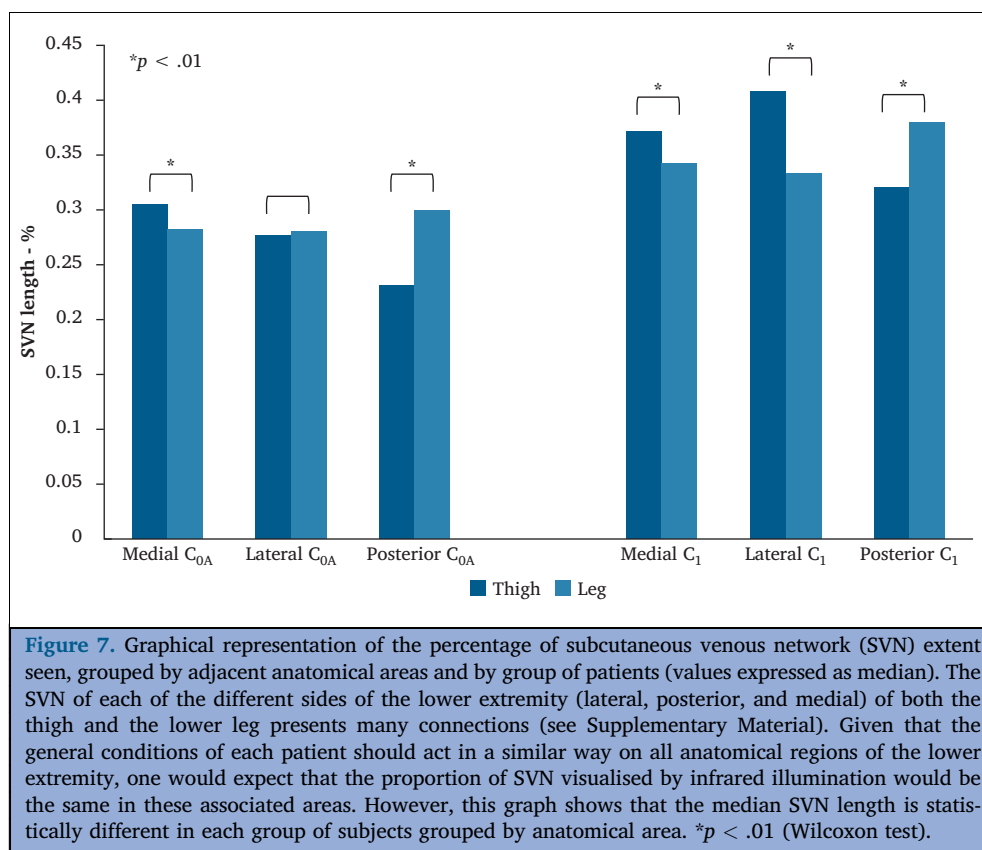 0.45
*p < .01
*
*
0.4
*
0.35
*
*
0.3
0.25
SVN length - %
0.2
0.15
0.1
0.05
0
Medial C0A Lateral C0A Posterior C0A Medial C1 Lateral C1 Posterior C1
Thigh Leg
Figure 7. Graphical representation of the percentage of subcutaneous venous network (SVN) extent
seen, grouped by adjacent anatomical areas and by group of patients (values expressed as median). The
SVN of each of the different sides of the lower extremity (lateral, posterior, and medial) of both the
thigh and the lower leg presents many connections (see Supplementary Material). Given that the
general conditions of each patient should act in a similar way on all anatomical regions of the lower
extremity, one would expect that the proportion of SVN visualised by infrared illumination would be
the same in these associated areas. However, this graph shows that the median SVN length is statis-
tically different in each group of subjects grouped by anatomical area. *p < .01 (Wilcoxon test).